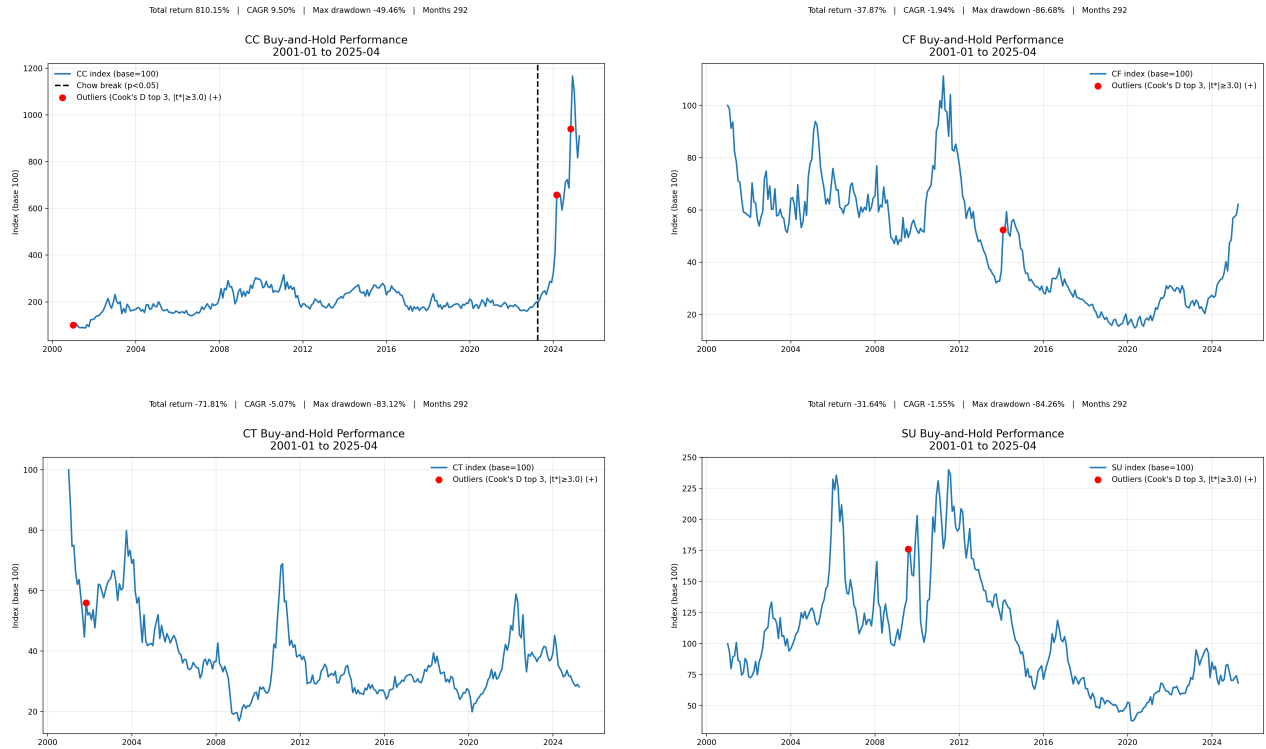 Total return 810.15%   |   CAGR 9.50%   |   Max drawdown -49.46%   |   Months 292
CC Buy-and-Hold Performance
2001-01 to 2025-04
CC index (base=100)
Chow break (p<0.05)
Outliers (Cook's D top 3, |t*|≥3.0) (+)
Index (base 100)
1200
1000
800
600
400
200
2000
2004
2008
2012
2016
2020
2024
Total return -37.87%   |   CAGR -1.94%   |   Max drawdown -86.68%   |   Months 292
CF Buy-and-Hold Performance
2001-01 to 2025-04
CF index (base=100)
Outliers (Cook's D top 3, |t*|≥3.0) (+)
Index (base 100)
100
80
60
40
20
2000
2004
2008
2012
2016
2020
2024
Total return -71.81%   |   CAGR -5.07%   |   Max drawdown -83.12%   |   Months 292
CT Buy-and-Hold Performance
2001-01 to 2025-04
CT index (base=100)
Outliers (Cook's D top 3, |t*|≥3.0) (+)
Index (base 100)
100
80
60
40
20
2000
2004
2008
2012
2016
2020
2024
Total return -31.64%   |   CAGR -1.55%   |   Max drawdown -84.26%   |   Months 292
SU Buy-and-Hold Performance
2001-01 to 2025-04
SU index (base=100)
Outliers (Cook's D top 3, |t*|≥3.0) (+)
Index (base 100)
250
225
200
175
150
125
100
75
50
2000
2004
2008
2012
2016
2020
2024